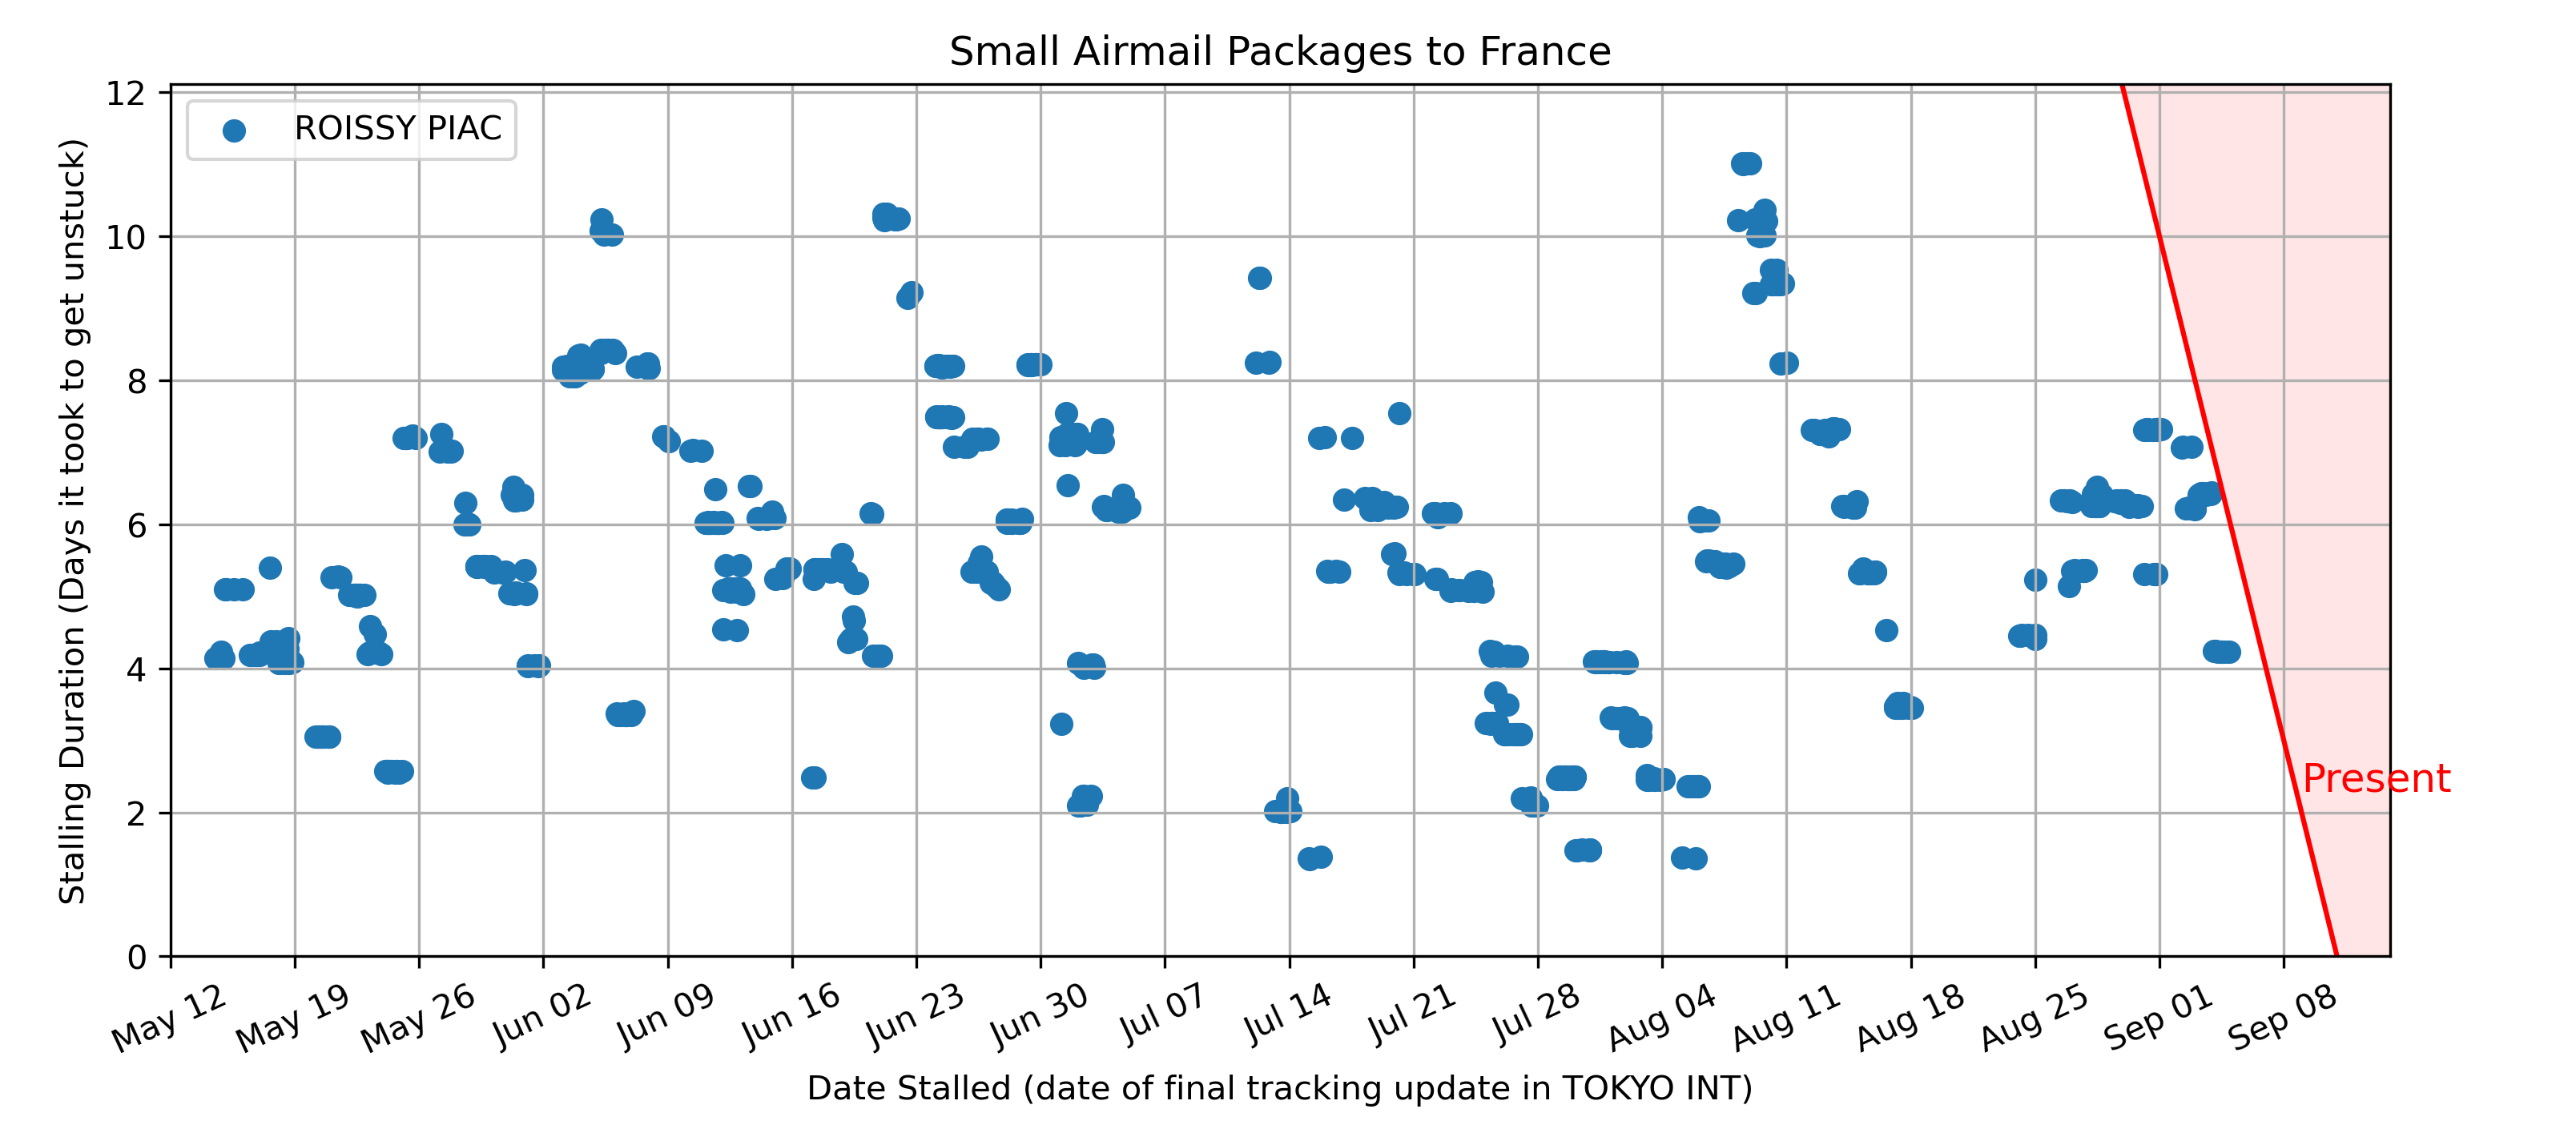 Small Airmail Packages to France
ROISSY PIAC
Stalling Duration (Days it took to get unstuck)
12
10
8
6
4
2
0
Present
May 12
May 19
May 26
Jun 02
Jun 09
Jun 16
Jun 23
Jun 30
Jul 07
Jul 14
Jul 21
Jul 28
Aug 04
Aug 11
Aug 18
Aug 25
Sep 01
Sep 08
Date Stalled (date of final tracking update in TOKYO INT)